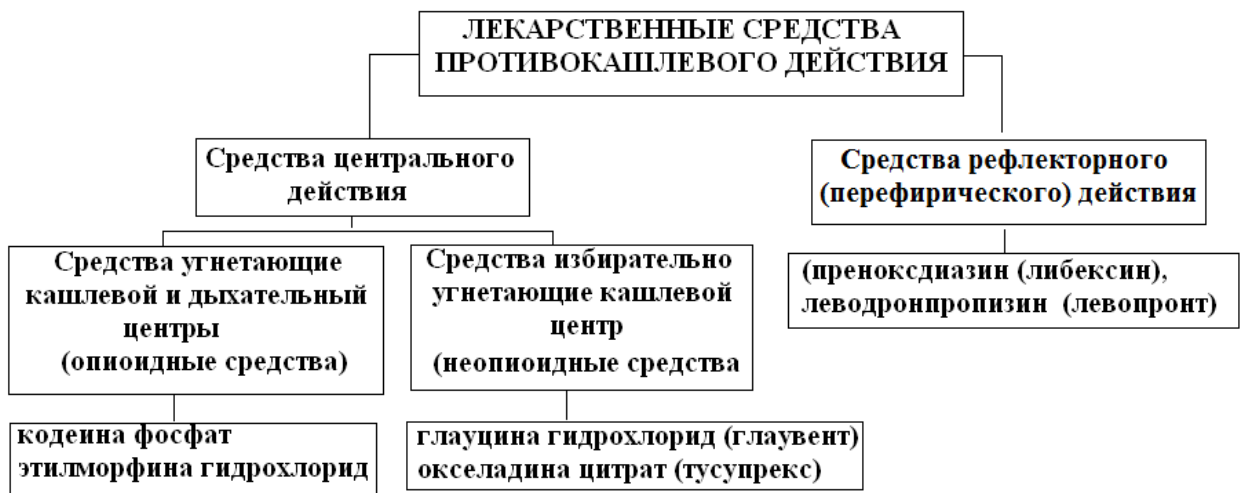 ЛЕКАРСТВЕННЫЕ СРЕДСТВА
ПРОТИВОКАШЛЕВОГО ДЕЙСТВИЯ
Средства центрального
действия
Средства рефлекторного
(перефирического) действия
Средства угнетающие
кашлевой и дыхательный
центры
(опиоидные средства)
Средства избирательно
угнетающие кашлевой
центр
(неопиоидные средства
(преноксдиазин (либексин),
леводронпропизин (левопронт)
кодеина фосфат
этилморфина гидрохлорид
глауцина гидрохлорид (глаувент)
окселадина цитрат (тусупрекс)